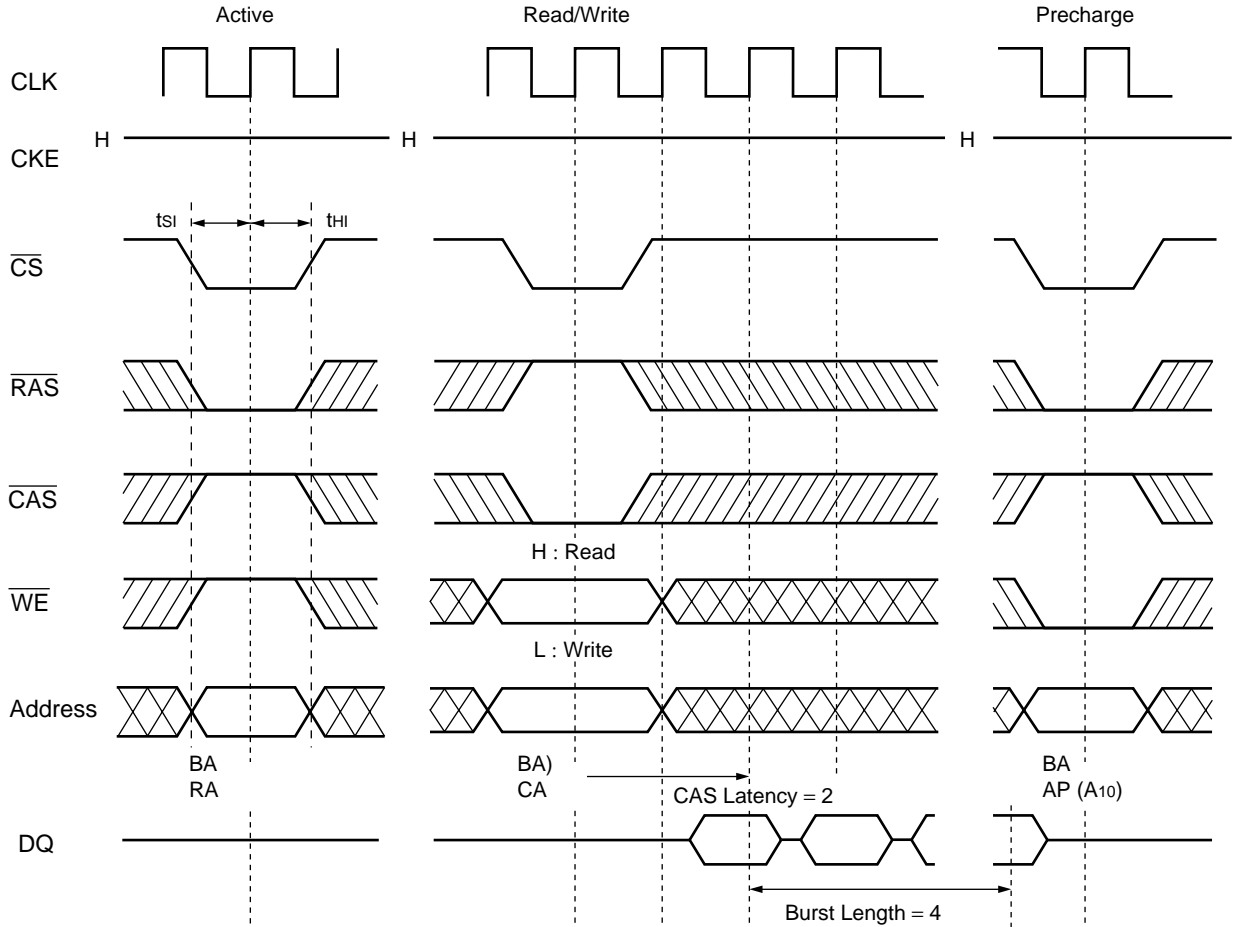 Active Read/Write Precharge
CLK
H H H
CKE
tSI tHI
CS
RAS
CAS
H : Read
WE
L : Write
Address
BA BA) BA
RA CA CAS Latency = 2 AP (A10)
DQ
Burst Length = 4